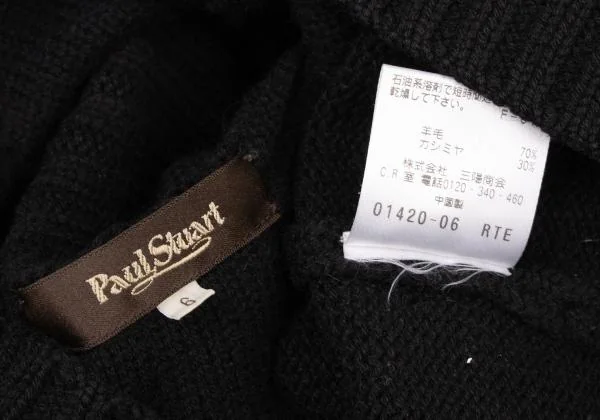 Paul Stuart
石油系溶剤で短時間
乾燥して下さい。
羊毛 70%
カシミヤ 30%
株式会社 三陽商会
C.R 室 電話0120-340-460
中国製
01420-06 RTE